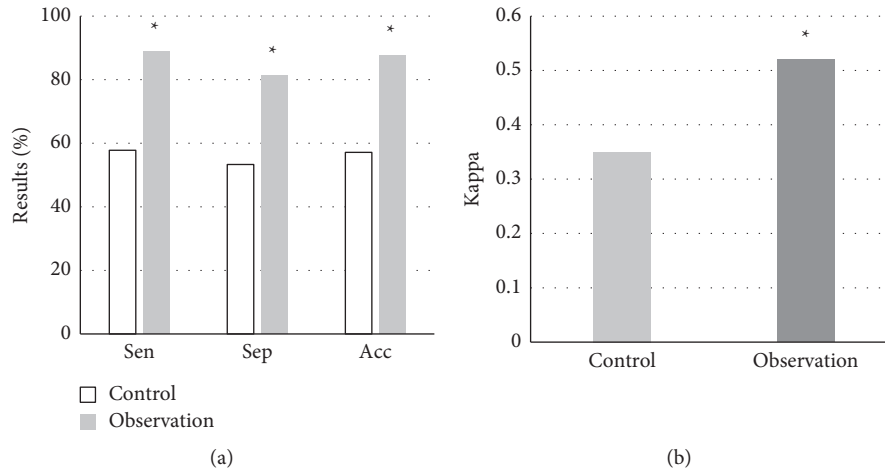 100
80
60
40
20
0
Results (%)
*
*
*
Sen
Sep
Acc
Control
Observation
(a)
0.6
0.5
0.4
0.3
0.2
0.1
0
Kappa
*
Control
Observation
(b)